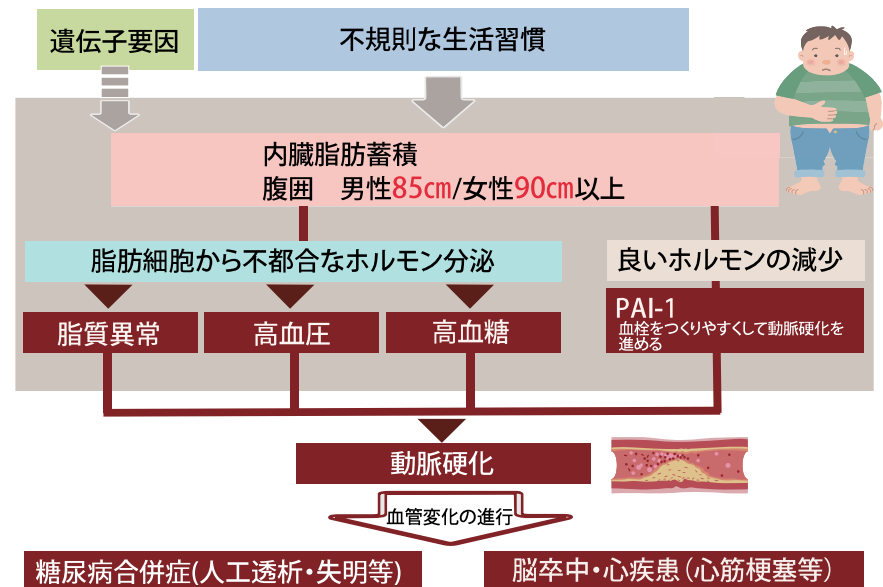 遺伝子要因
不規則な生活習慣
内臓脂肪蓄積
腹囲　男性85cm/女性90cm以上
脂肪細胞から不都合なホルモン分泌
良いホルモンの減少
脂質異常
高血圧
高血糖
PAI-1
血栓をつくりやすくして動脈硬化を
進める
動脈硬化
血管変化の進行
糖尿病合併症(人工透析・失明等)
脳卒中・心疾患（心筋梗塞等）